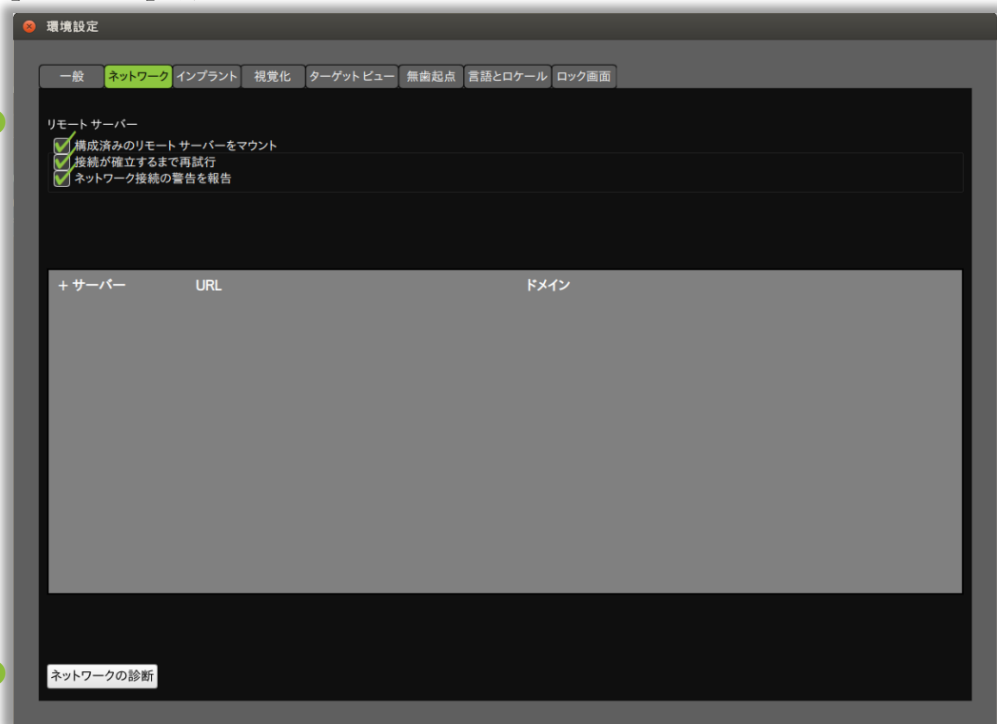 環境設定
一般 ネットワーク インプラント 視覚化 ターゲット ビュー 無歯起点 言語とロケール ロック画面
リモート サーバー
構成済みのリモート サーバーをマウント
接続が確立するまで再試行
ネットワーク接続の警告を報告
+ サーバー URL ドメイン
ネットワークの診断